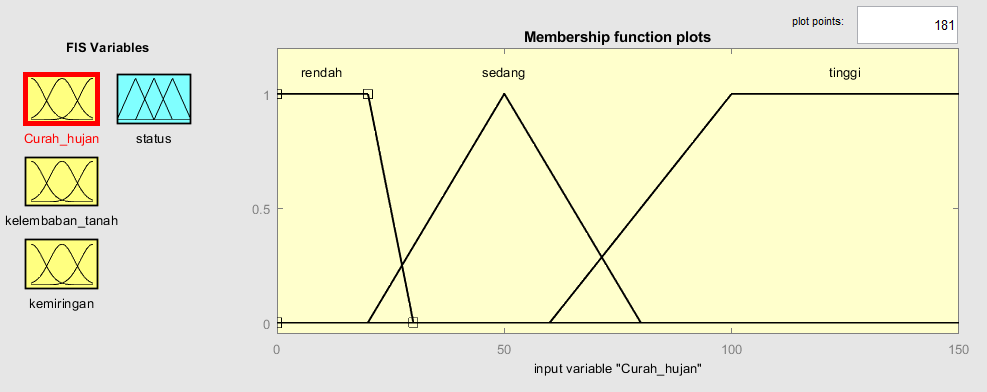 plot points:
181
FIS Variables
Membership function plots
Curah_hujan
status
kelembaban_tanah
kemiringan
rendah
sedang
tinggi
1
0.5
0
0
50
100
150
input variable "Curah_hujan"